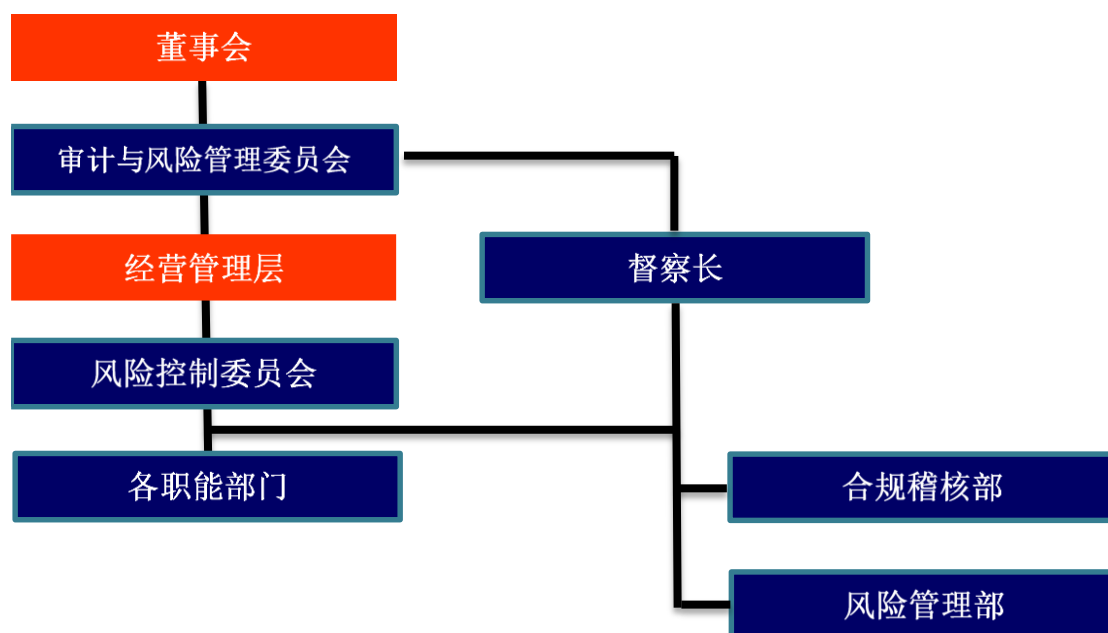 董事会
审计与风险管理委员会
经营管理层
督察长
风险控制委员会
各职能部门
合规稽核部
风险管理部